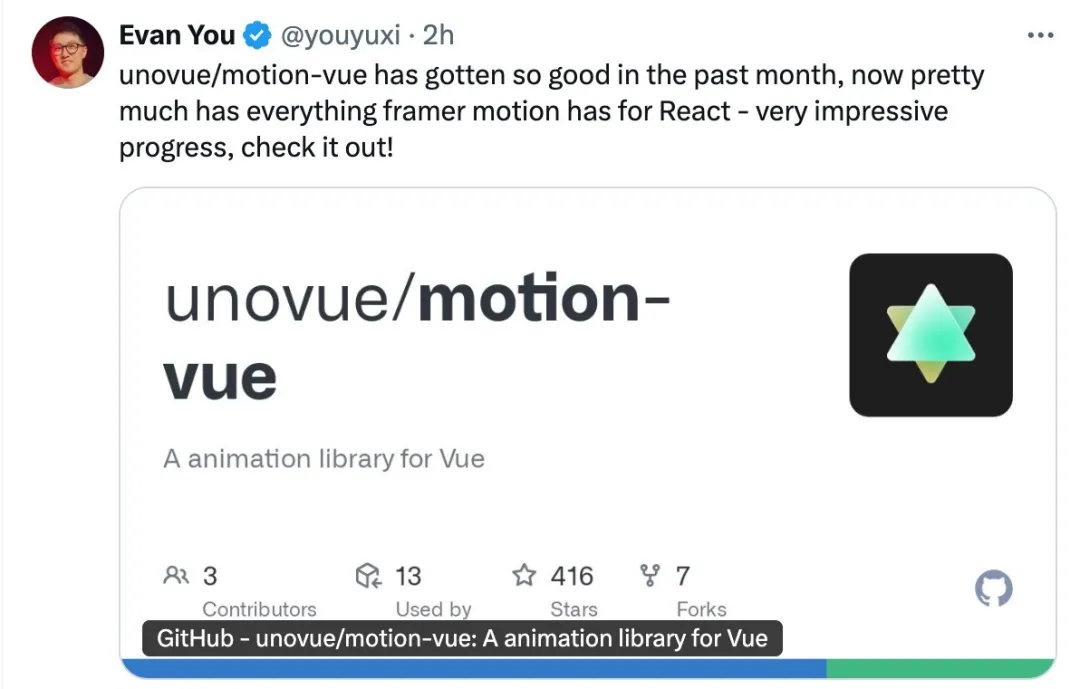 Evan You @youyuxi · 2h
unovue/motion-vue has gotten so good in the past month, now pretty
much has everything framer motion has for React - very impressive
progress, check it out!
unovue/motion-
vue
A animation library for Vue
3 13 416 7
Contributors Used by Stars Forks
GitHub - unovue/motion-vue: A animation library for Vue